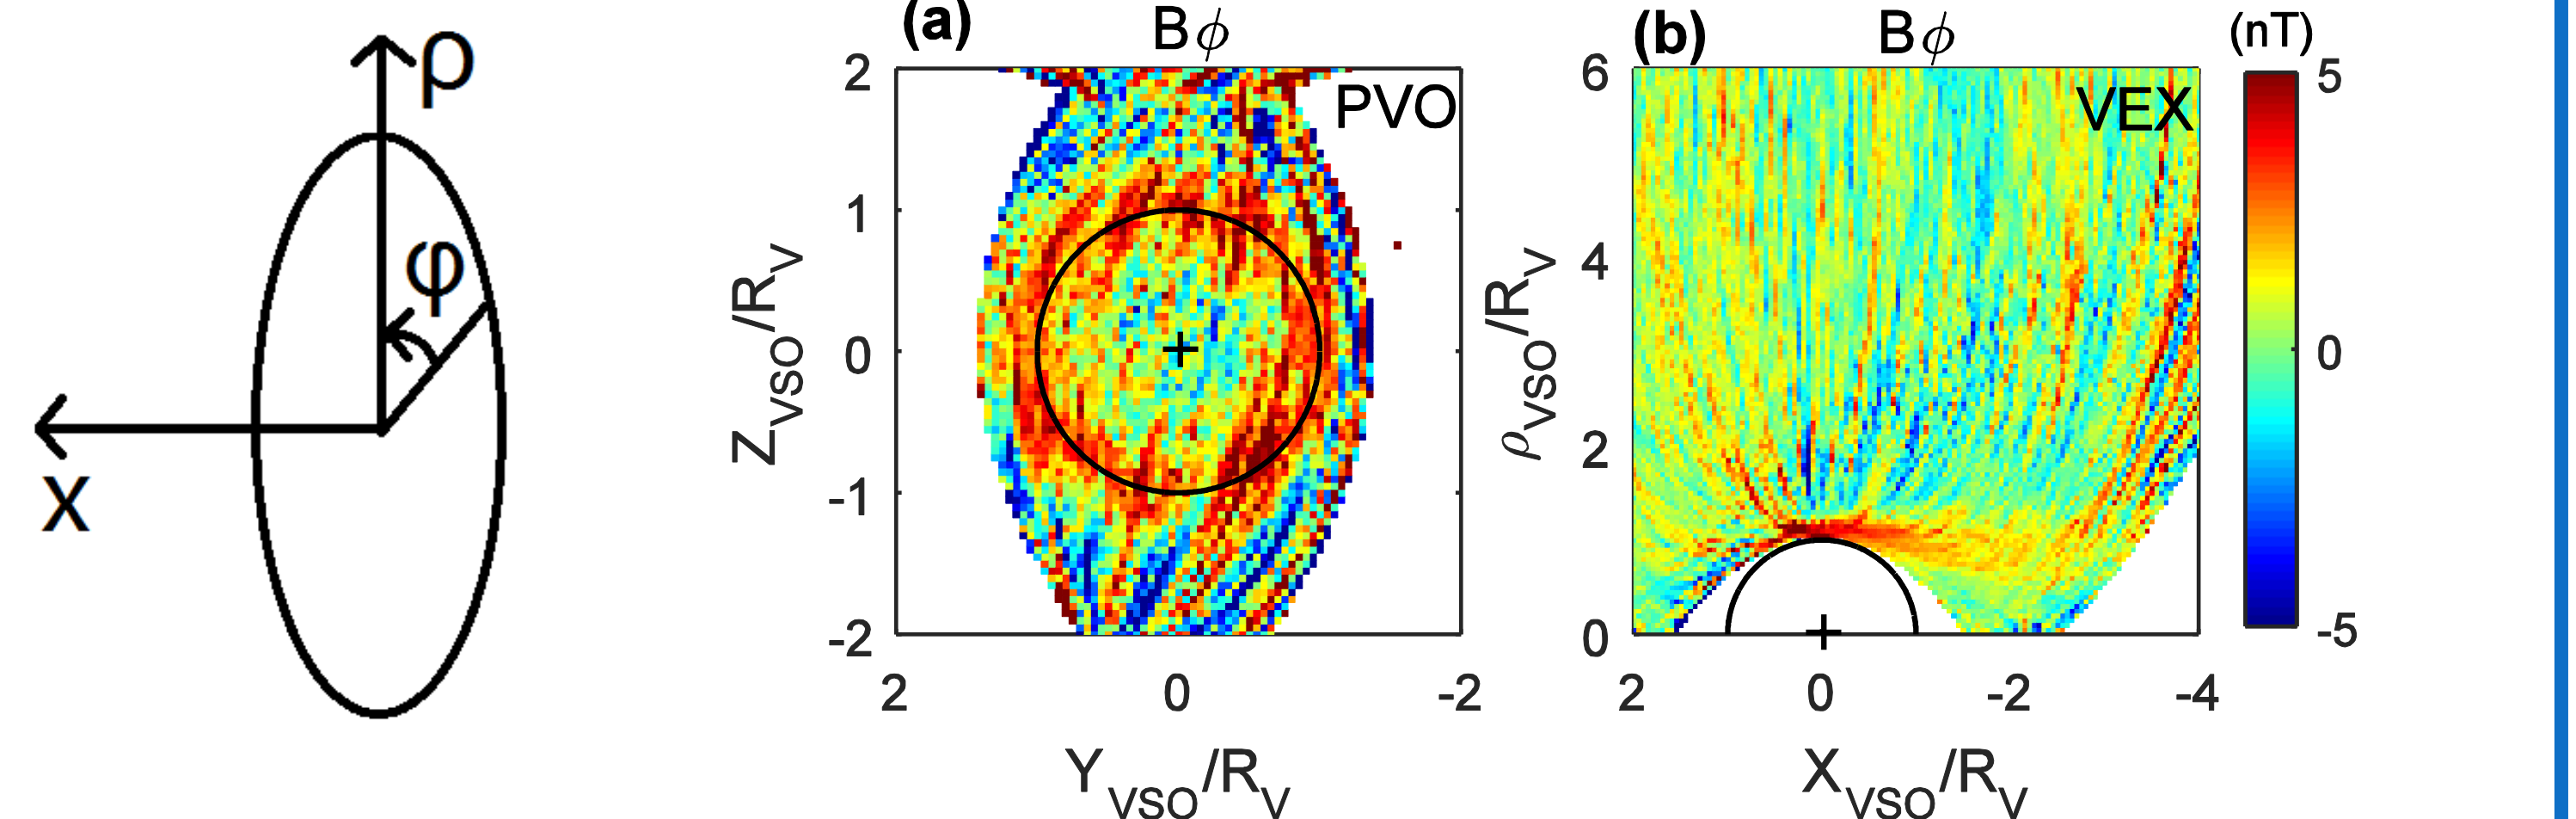 ρ
φ
X
(a)
Bϕ
PVO
2
1
0
-1
-2
Z_VSO/R_V
2
0
-2
Y_VSO/R_V
(b)
Bϕ
VEX
6
4
2
0
ρ_VSO/R_V
2
0
-2
-4
X_VSO/R_V
(nT)
5
0
-5